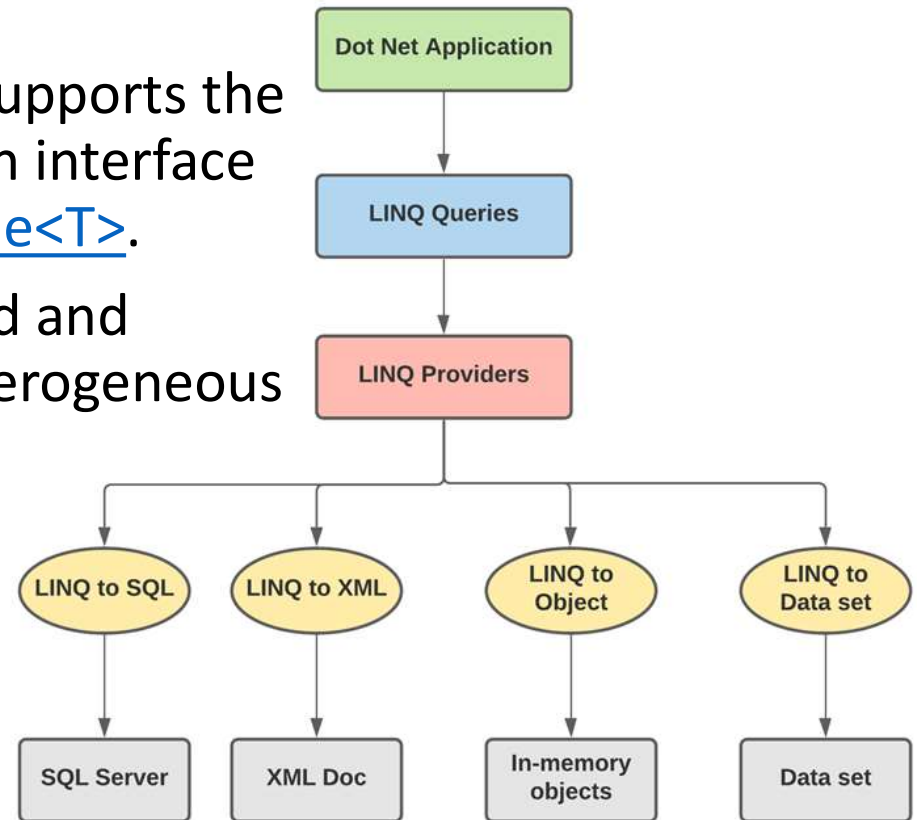 upports the
n interface
e<T>.
d and
erogeneous
Dot Net Application
LINQ Queries
LINQ Providers
LINQ to SQL
LINQ to XML
LINQ to
Object
LINQ to
Data set
SQL Server
XML Doc
In-memory
objects
Data set